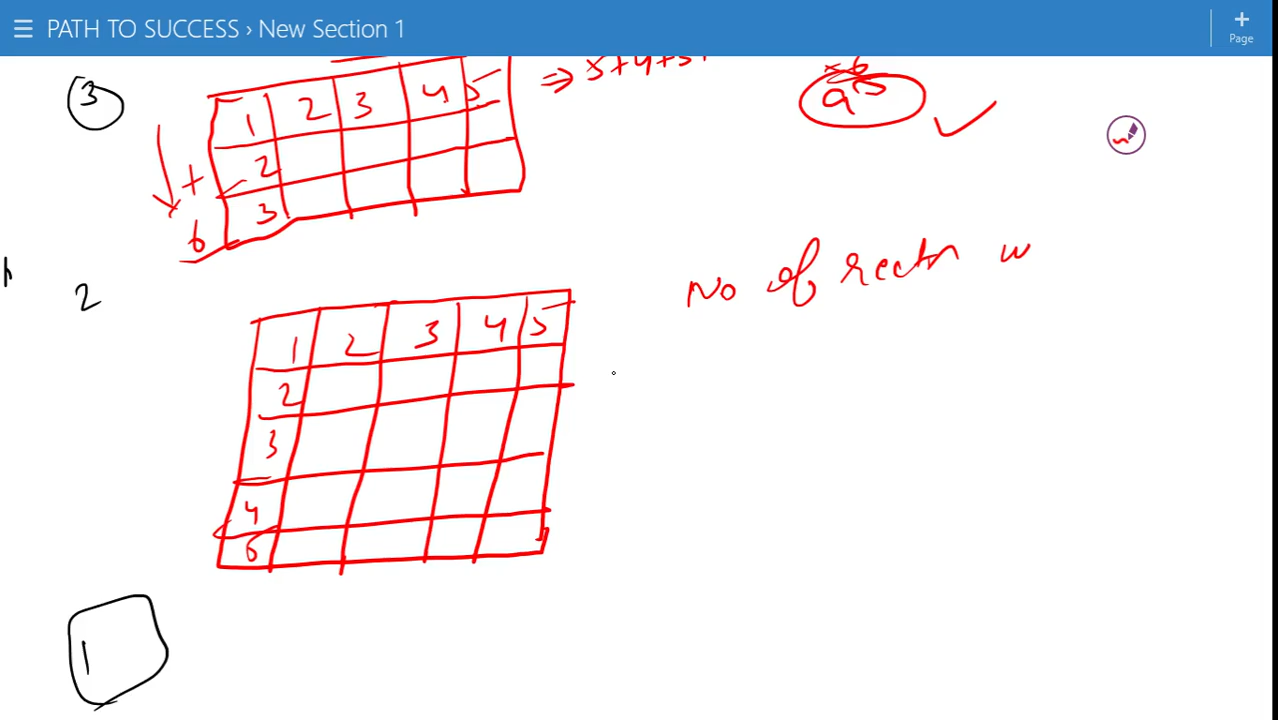 PATH TO SUCCESS › New Section 1
Page
3
1 2 3 4 5
+ 2
6 3
a
2
No of rectn w
1 2 3 4 5
2
3
4
1